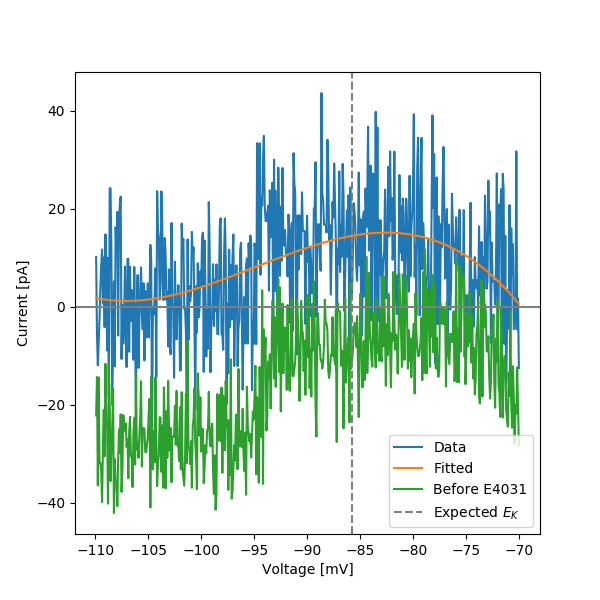 Current [pA]
40
20
0
−20
−40
−110 −105 −100 −95 −90 −85 −80 −75 −70
Voltage [mV]
Data
Fitted
Before E4031
Expected E_K